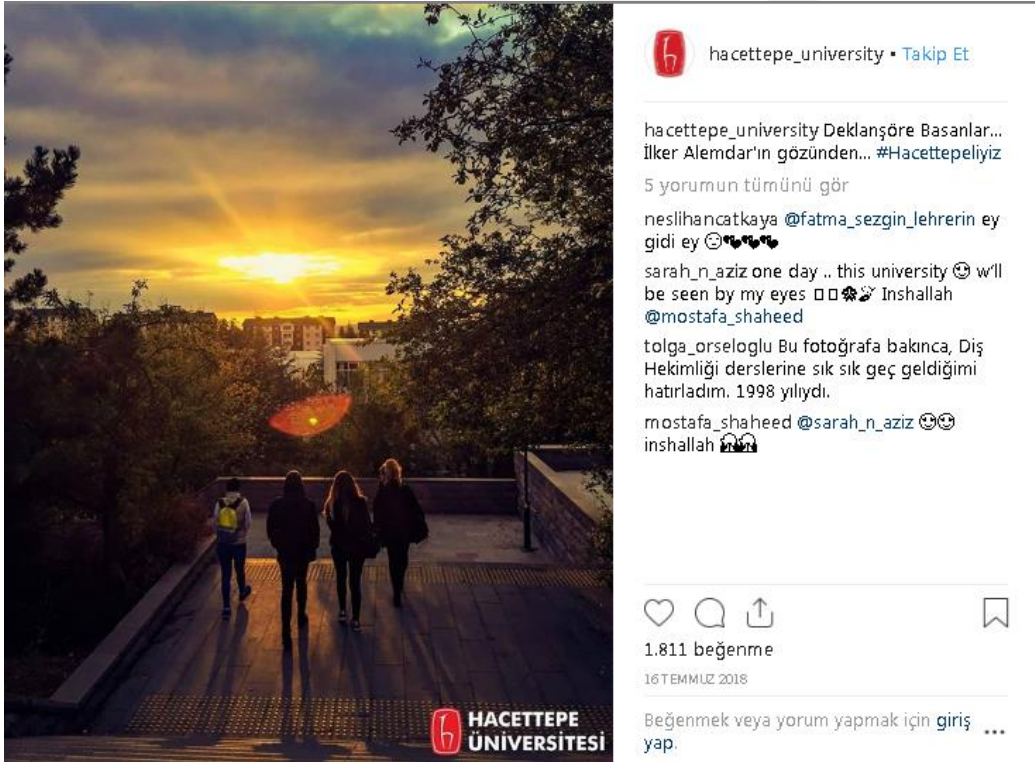 hacettepe_university • Takip Et
hacettepe_university Deklanşöre Basanlar...
İlker Alemdar'ın gözünden... #Hacettepeliyiz
5 yorumun tümünü gör
neslihancatkaya @fatma_sezgin_lehrerin ey
gidi ey
sarah_n_aziz one day .. this university 😍 w'll
be seen by my eyes Inshallah
@mostafa_shaheed
tolga_orseloglu Bu fotoğrafa bakınca, Diş
Hekimliği derslerine sık sık geç geldiğimi
hatırladım. 1998 yılıydı.
mostafa_shaheed @sarah_n_aziz 😍😍
inshallah
1.811 beğenme
16 TEMMUZ 2018
Beğenmek veya yorum yapmak için giriş
yap.
HACETTEPE
ÜNİVERSİTESİ